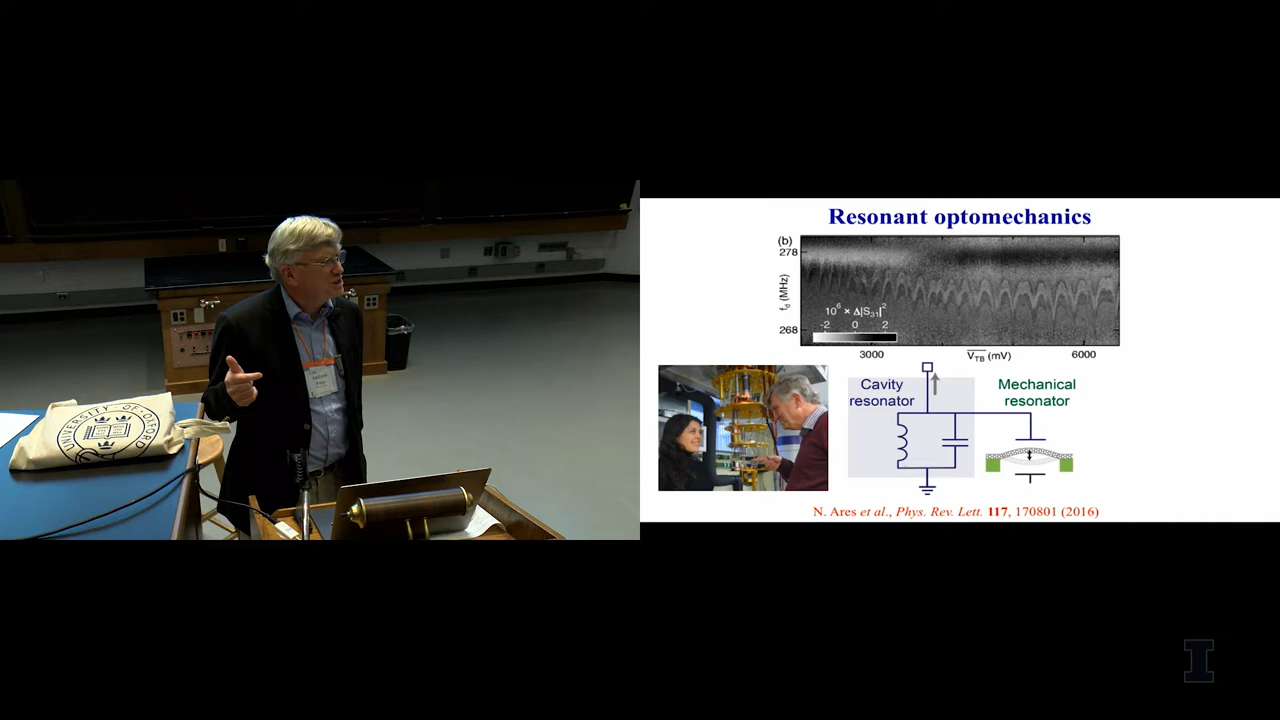 UNIVERSITY OF OXFORD
Resonant optomechanics
(b)
278
f_d (MHz)
268
10^6 × Δ|S_31|^2
-2 0 2
3000 V_TB (mV) 6000
Cavity resonator
Mechanical resonator
N. Ares et al., Phys. Rev. Lett. 117, 170801 (2016)
I